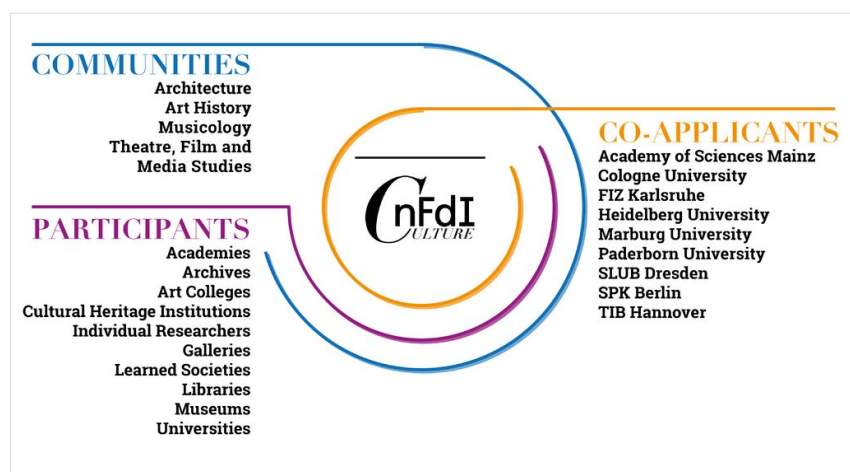 COMMUNITIES
Architecture
Art History
Musicology
Theatre, Film and
Media Studies
PARTICIPANTS
Academies
Archives
Art Colleges
Cultural Heritage Institutions
Individual Researchers
Galleries
Learned Societies
Libraries
Museums
Universities
nFdI
CULTURE
CO-APPLICANTS
Academy of Sciences Mainz
Cologne University
FIZ Karlsruhe
Heidelberg University
Marburg University
Paderborn University
SLUB Dresden
SPK Berlin
TIB Hannover